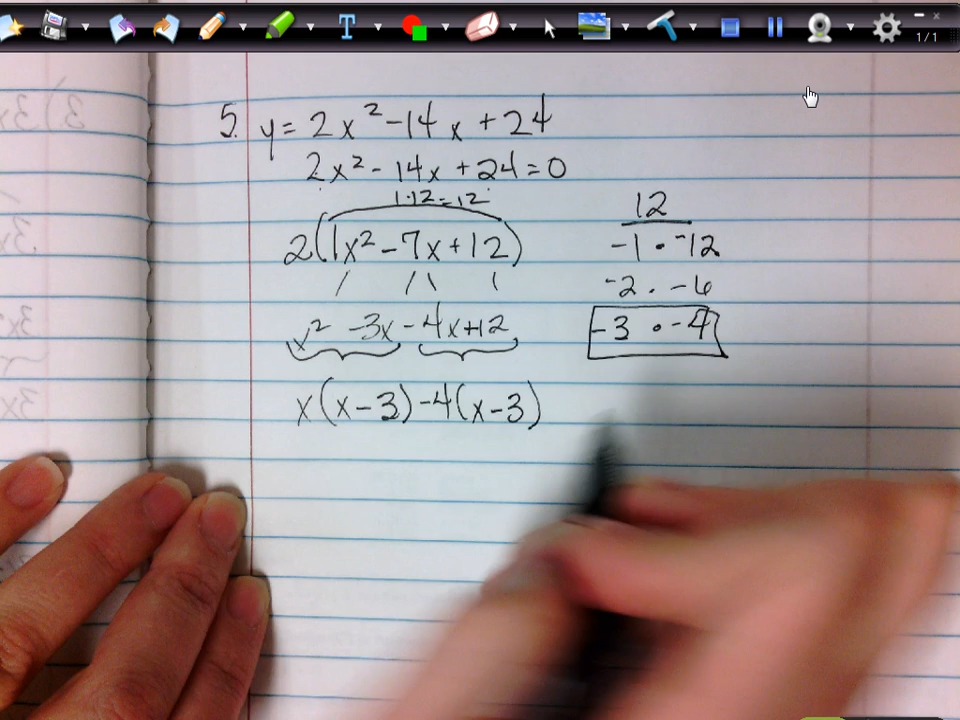 1/1
5. y = 2x² - 14x + 24
2x² - 14x + 24 = 0
1·12 = 12
2(1x² - 7x + 12)
x² - 3x - 4x + 12
x(x - 3) - 4(x - 3)
12
-1 · -12
-2 · -6
-3 · -4